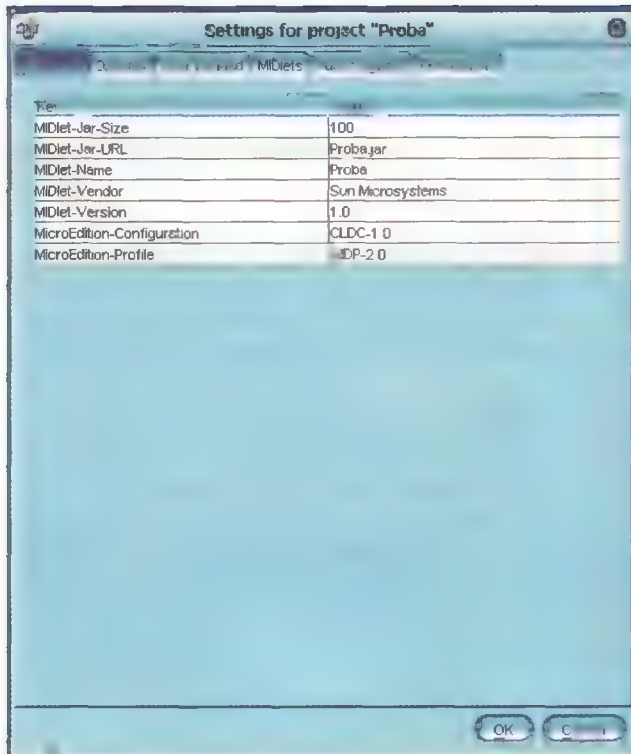 Settings for project "Proba"
MIDlets
Key
MIDlet-Jar-Size 100
MIDlet-Jar-URL Proba.jar
MIDlet-Name Proba
MIDlet-Vendor Sun Microsystems
MIDlet-Version 1.0
MicroEdition-Configuration CLDC-1.0
MicroEdition-Profile
OK